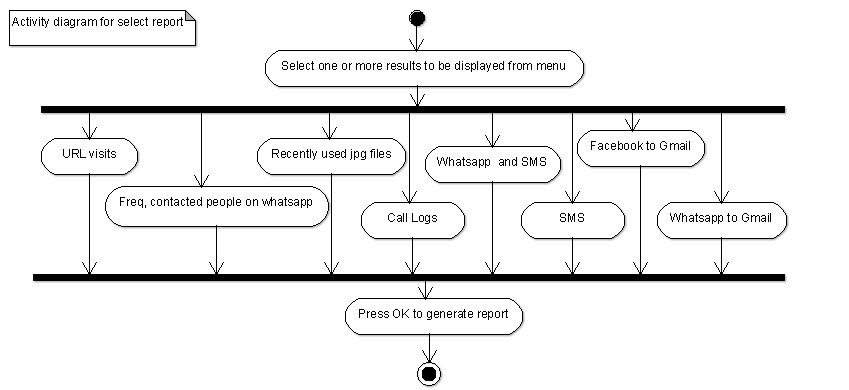 Activity diagram for select report
Select one or more results to be displayed from menu
URL visits
Recently used jpg files
Whatsapp  and SMS
Facebook to Gmail
Freq, contacted people on whatsapp
Call Logs
SMS
Whatsapp to Gmail
Press OK to generate report